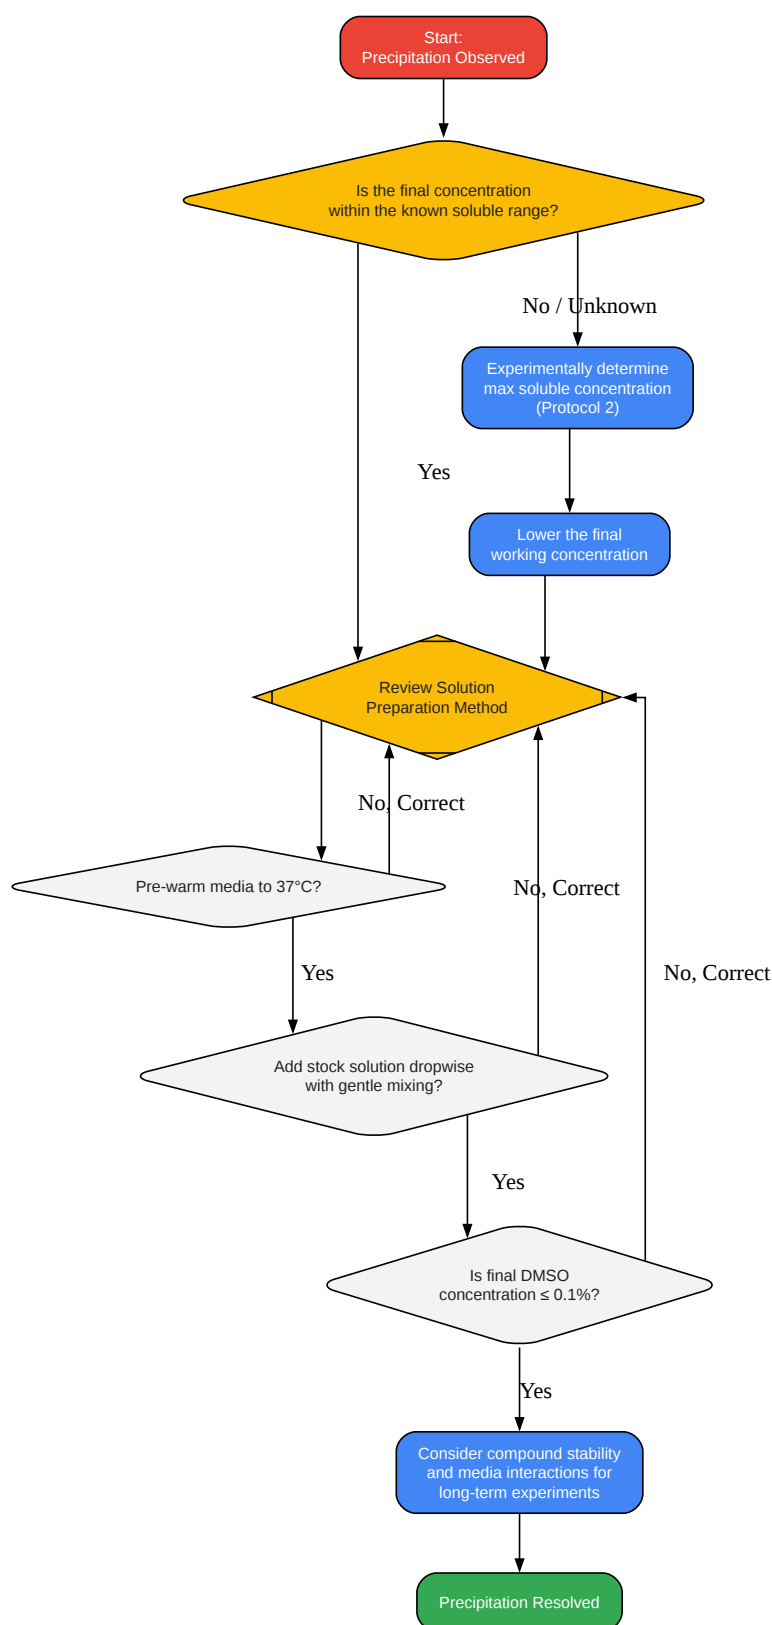 Start:
Precipitation Observed
Is the final concentration
within the known soluble range?
No / Unknown
Experimentally determine
max soluble concentration
(Protocol 2)
Yes
Lower the final
working concentration
Review Solution
Preparation Method
No, Correct
Pre-warm media to 37°C?
No, Correct
Yes
No, Correct
Add stock solution dropwise
with gentle mixing?
Yes
Is final DMSO
concentration ≤ 0.1%?
Yes
Consider compound stability
and media interactions for
long-term experiments
Precipitation Resolved